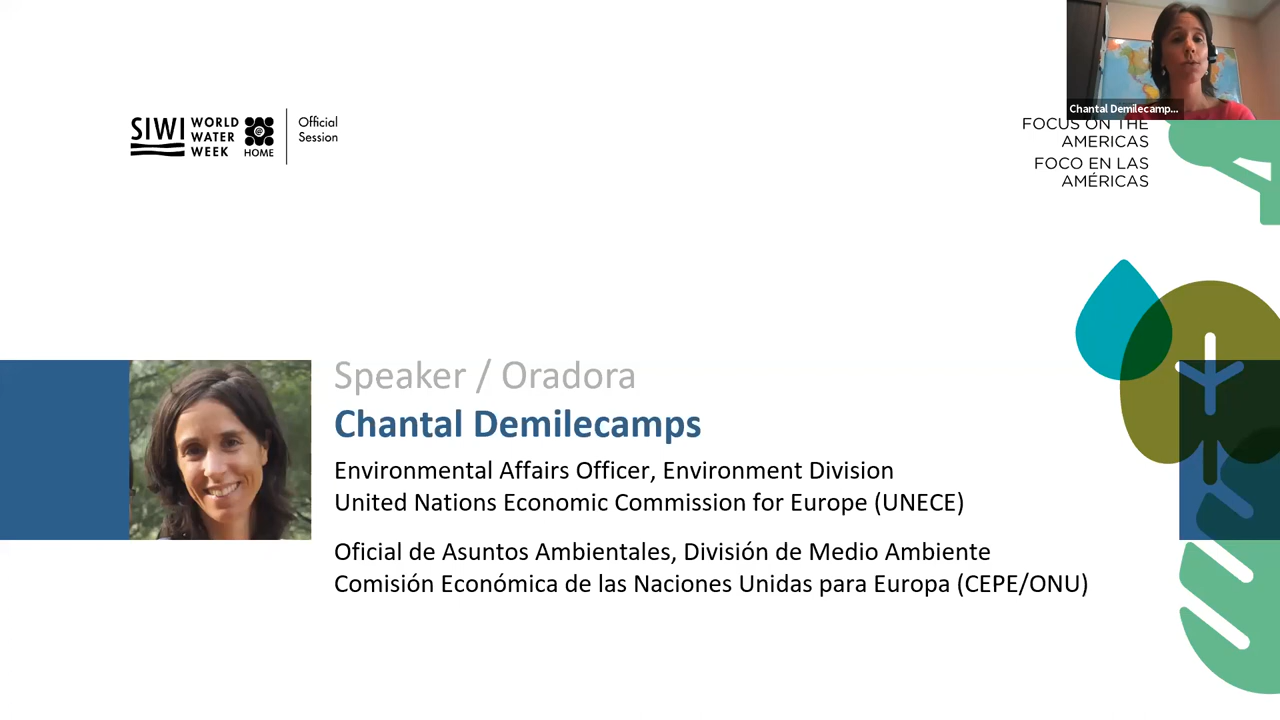 SIWI
WORLD
WATER
WEEK
@
HOME
Official
Session
Chantal Demilecamp...
FOCUS ON THE
AMERICAS
FOCO EN LAS
AMÉRICAS
Speaker / Oradora
Chantal Demilecamps
Environmental Affairs Officer, Environment Division
United Nations Economic Commission for Europe (UNECE)
Oficial de Asuntos Ambientales, División de Medio Ambiente
Comisión Económica de las Naciones Unidas para Europa (CEPE/ONU)